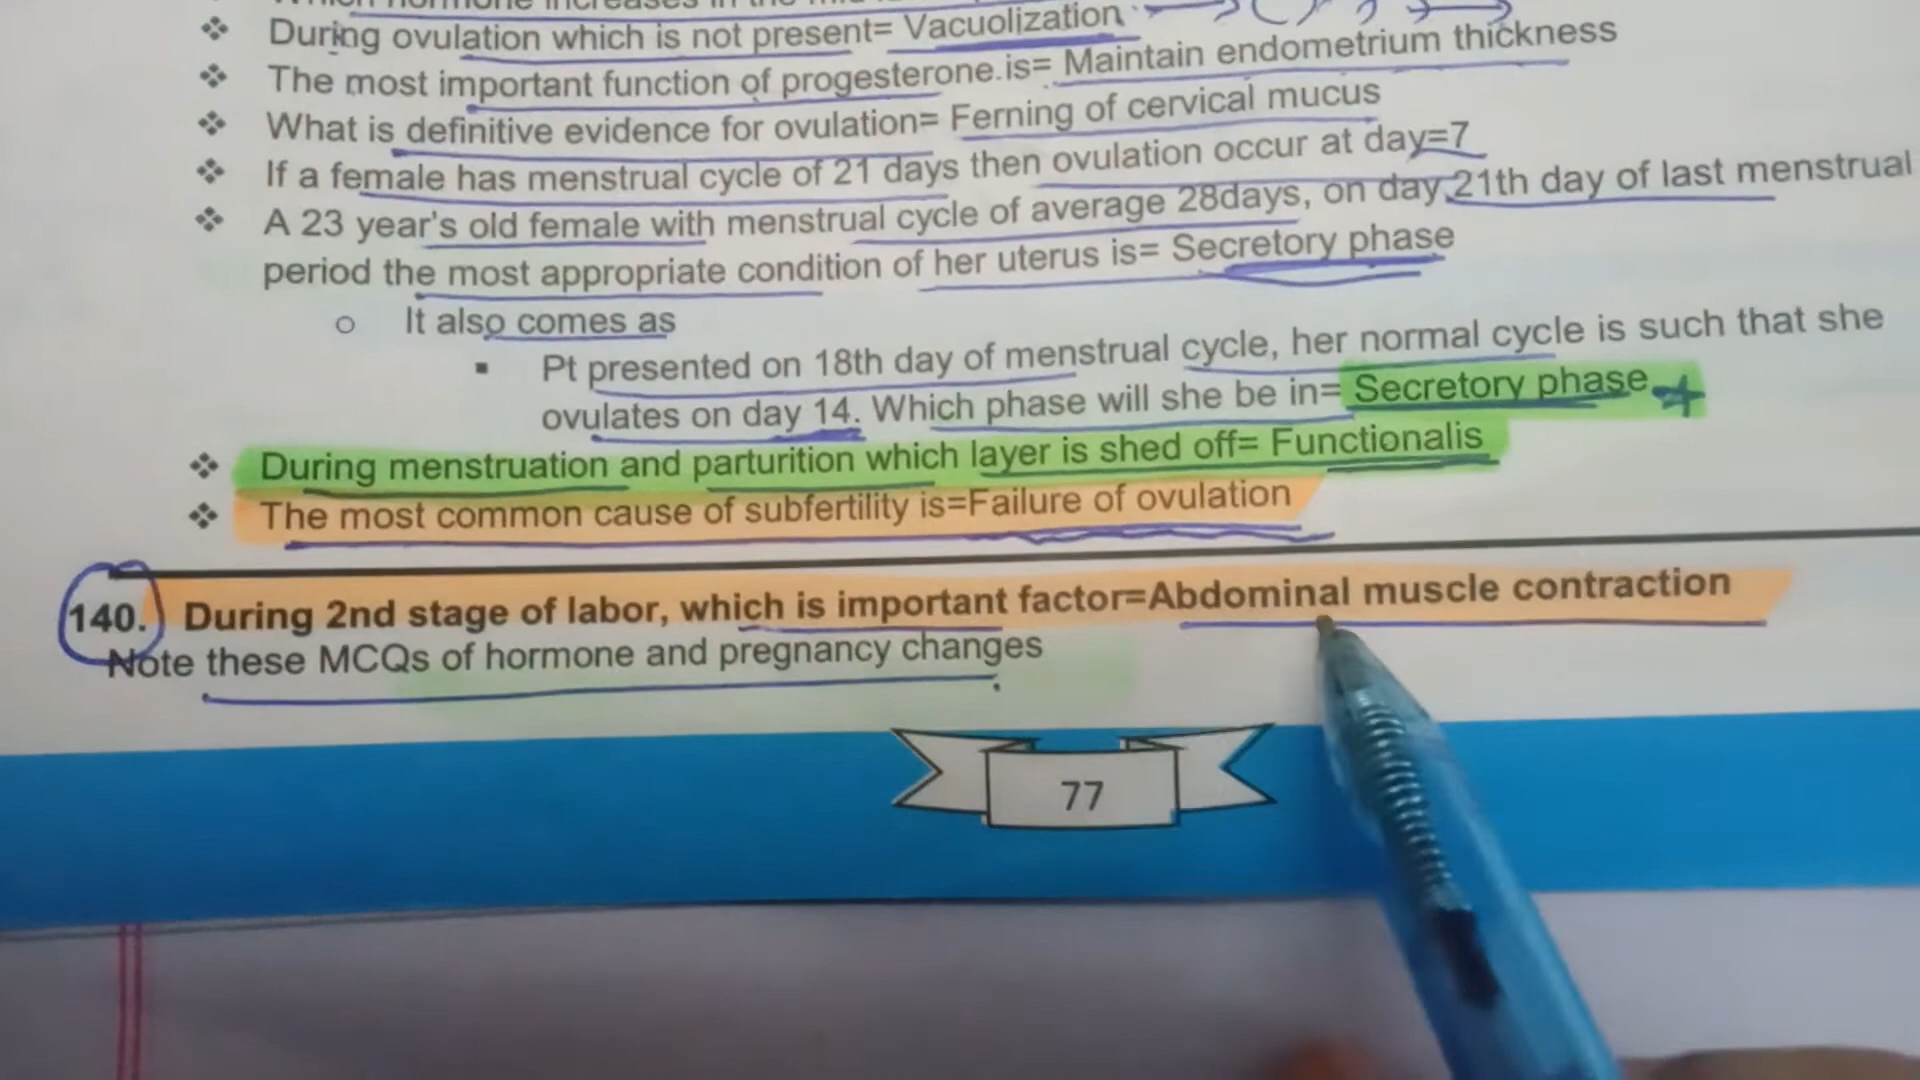 hormone increases in the
❖ During ovulation which is not present= Vacuolization
❖ The most important function of progesterone.is= Maintain endometrium thickness
❖ What is definitive evidence for ovulation= Ferning of cervical mucus
❖ If a female has menstrual cycle of 21 days then ovulation occur at day=7
❖ A 23 year's old female with menstrual cycle of average 28days, on day 21th day of last menstrual
period the most appropriate condition of her uterus is= Secretory phase
o It also comes as
▪ Pt presented on 18th day of menstrual cycle, her normal cycle is such that she
ovulates on day 14. Which phase will she be in= Secretory phase
❖ During menstruation and parturition which layer is shed off= Functionalis
❖ The most common cause of subfertility is=Failure of ovulation
140. During 2nd stage of labor, which is important factor=Abdominal muscle contraction
Note these MCQs of hormone and pregnancy changes
77